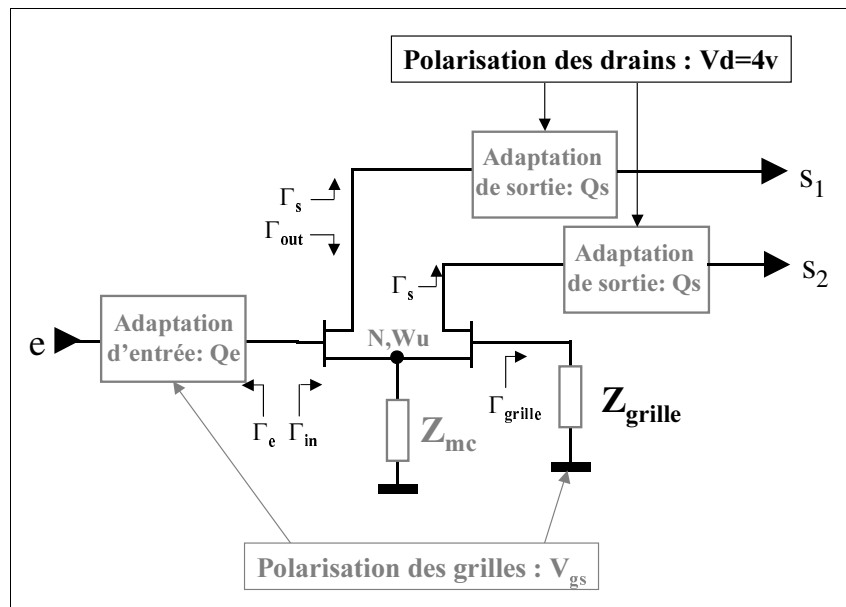 Polarisation des drains : Vd=4v
Adaptation
de sortie: Qs
s1
Γs
Γout
Adaptation
de sortie: Qs
s2
Γs
e
Adaptation
d'entrée: Qe
N,Wu
Γe
Γin
Zmc
Γgrille
Zgrille
Polarisation des grilles : Vgs